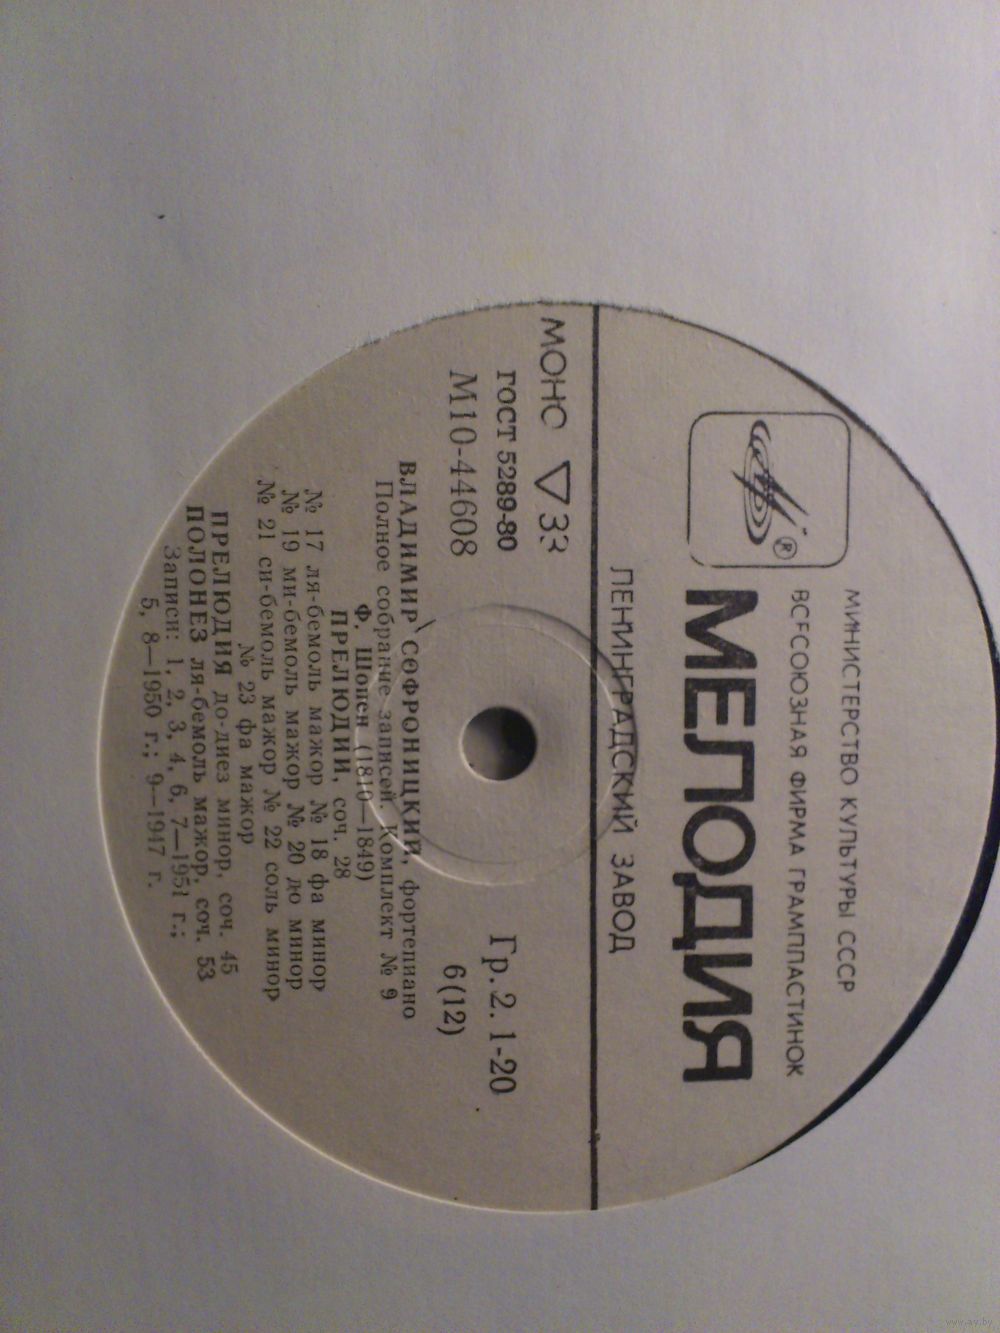 МИНИСТЕРСТВО КУЛЬТУРЫ СССР
ВСЕСОЮЗНАЯ ФИРМА ГРАМПЛАСТИНОК
®
МЕЛОДИЯ
ЛЕНИНГРАДСКИЙ ЗАВОД
МОНО ▽33
ГОСТ 5289-80
Гр. 2. 1-20
М10-44608
6(12)
ВЛАДИМИР СОФРОНИЦКИЙ, фортепиано
Полное собрание записей. Комплект № 9
Ф. Шопен (1810—1849)
ПРЕЛЮДИИ, соч. 28
№ 17 ля-бемоль мажор № 18 фа минор
№ 19 ми-бемоль мажор № 20 до минор
№ 21 си-бемоль мажор № 22 соль минор
№ 23 фа мажор
ПРЕЛЮДИЯ до-диез минор, соч. 45
ПОЛОНЕЗ ля-бемоль мажор, соч. 53
Записи: 1, 2, 3, 4, 6, 7—1951 г.;
5, 8—1950 г.; 9—1947 г.
www.ay.by